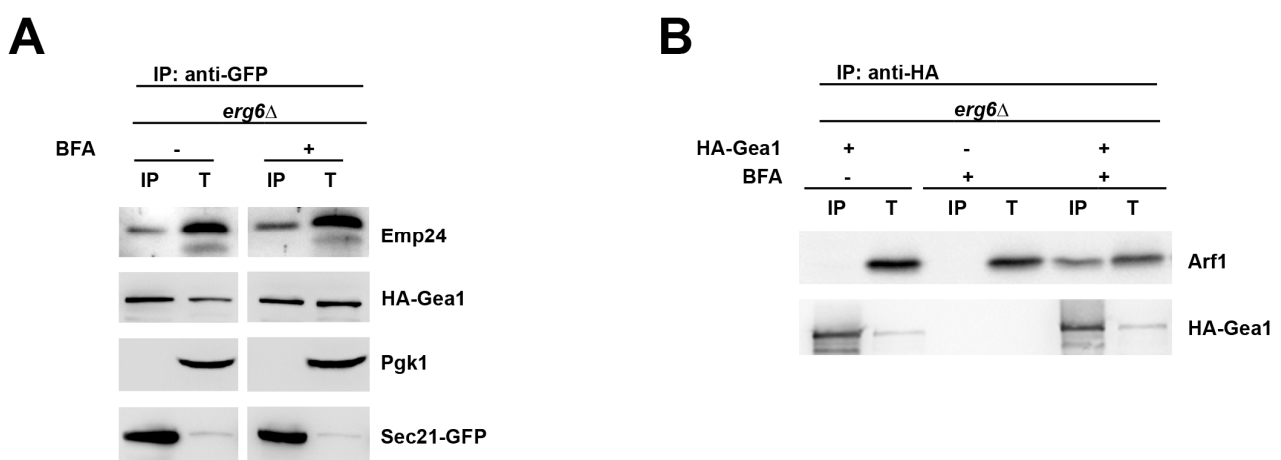 A
IP: anti-GFP
erg6Δ
BFA - +
IP T IP T
Emp24
HA-Gea1
Pgk1
Sec21-GFP
B
IP: anti-HA
erg6Δ
HA-Gea1 + - +
BFA - + +
IP T IP T IP T
Arf1
HA-Gea1